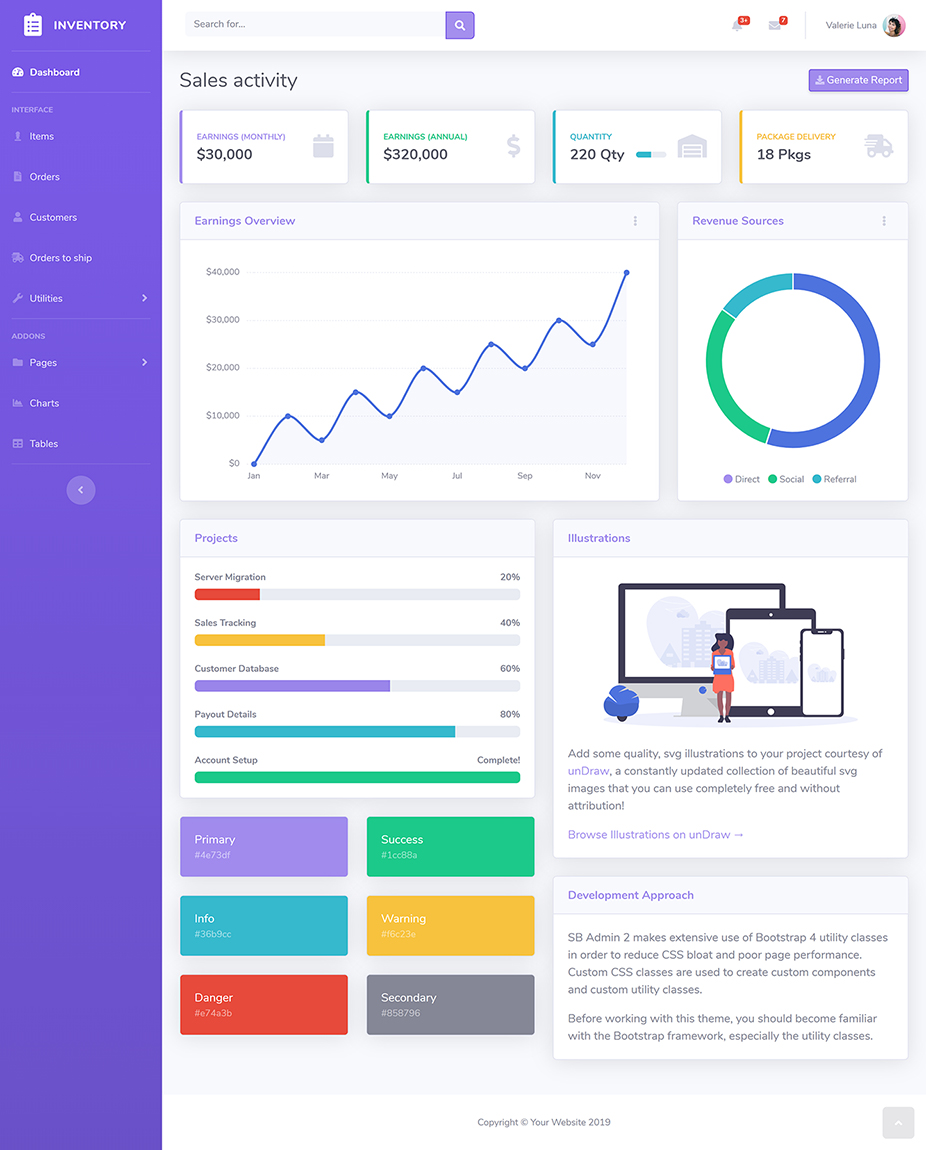 INVENTORY
Dashboard
INTERFACE
Items
Orders
Customers
Orders to ship
Utilities
ADDONS
Pages
Charts
Tables
Search for...
3+
7
Valerie Luna
Sales activity
Generate Report
EARNINGS (MONTHLY)
$30,000
EARNINGS (ANNUAL)
$320,000
QUANTITY
220 Qty
PACKAGE DELIVERY
18 Pkgs
Earnings Overview
$40,000
$30,000
$20,000
$10,000
$0
Jan Mar May Jul Sep Nov
Revenue Sources
Direct Social Referral
Projects
Server Migration 20%
Sales Tracking 40%
Customer Database 60%
Payout Details 80%
Account Setup Complete!
Primary
#4e73df
Success
#1cc88a
Info
#36b9cc
Warning
#f6c23e
Danger
#e74a3b
Secondary
#858796
Illustrations
Add some quality, svg illustrations to your project courtesy of
unDraw, a constantly updated collection of beautiful svg
images that you can use completely free and without
attribution!
Browse Illustrations on unDraw →
Development Approach
SB Admin 2 makes extensive use of Bootstrap 4 utility classes
in order to reduce CSS bloat and poor page performance.
Custom CSS classes are used to create custom components
and custom utility classes.
Before working with this theme, you should become familiar
with the Bootstrap framework, especially the utility classes.
Copyright © Your Website 2019